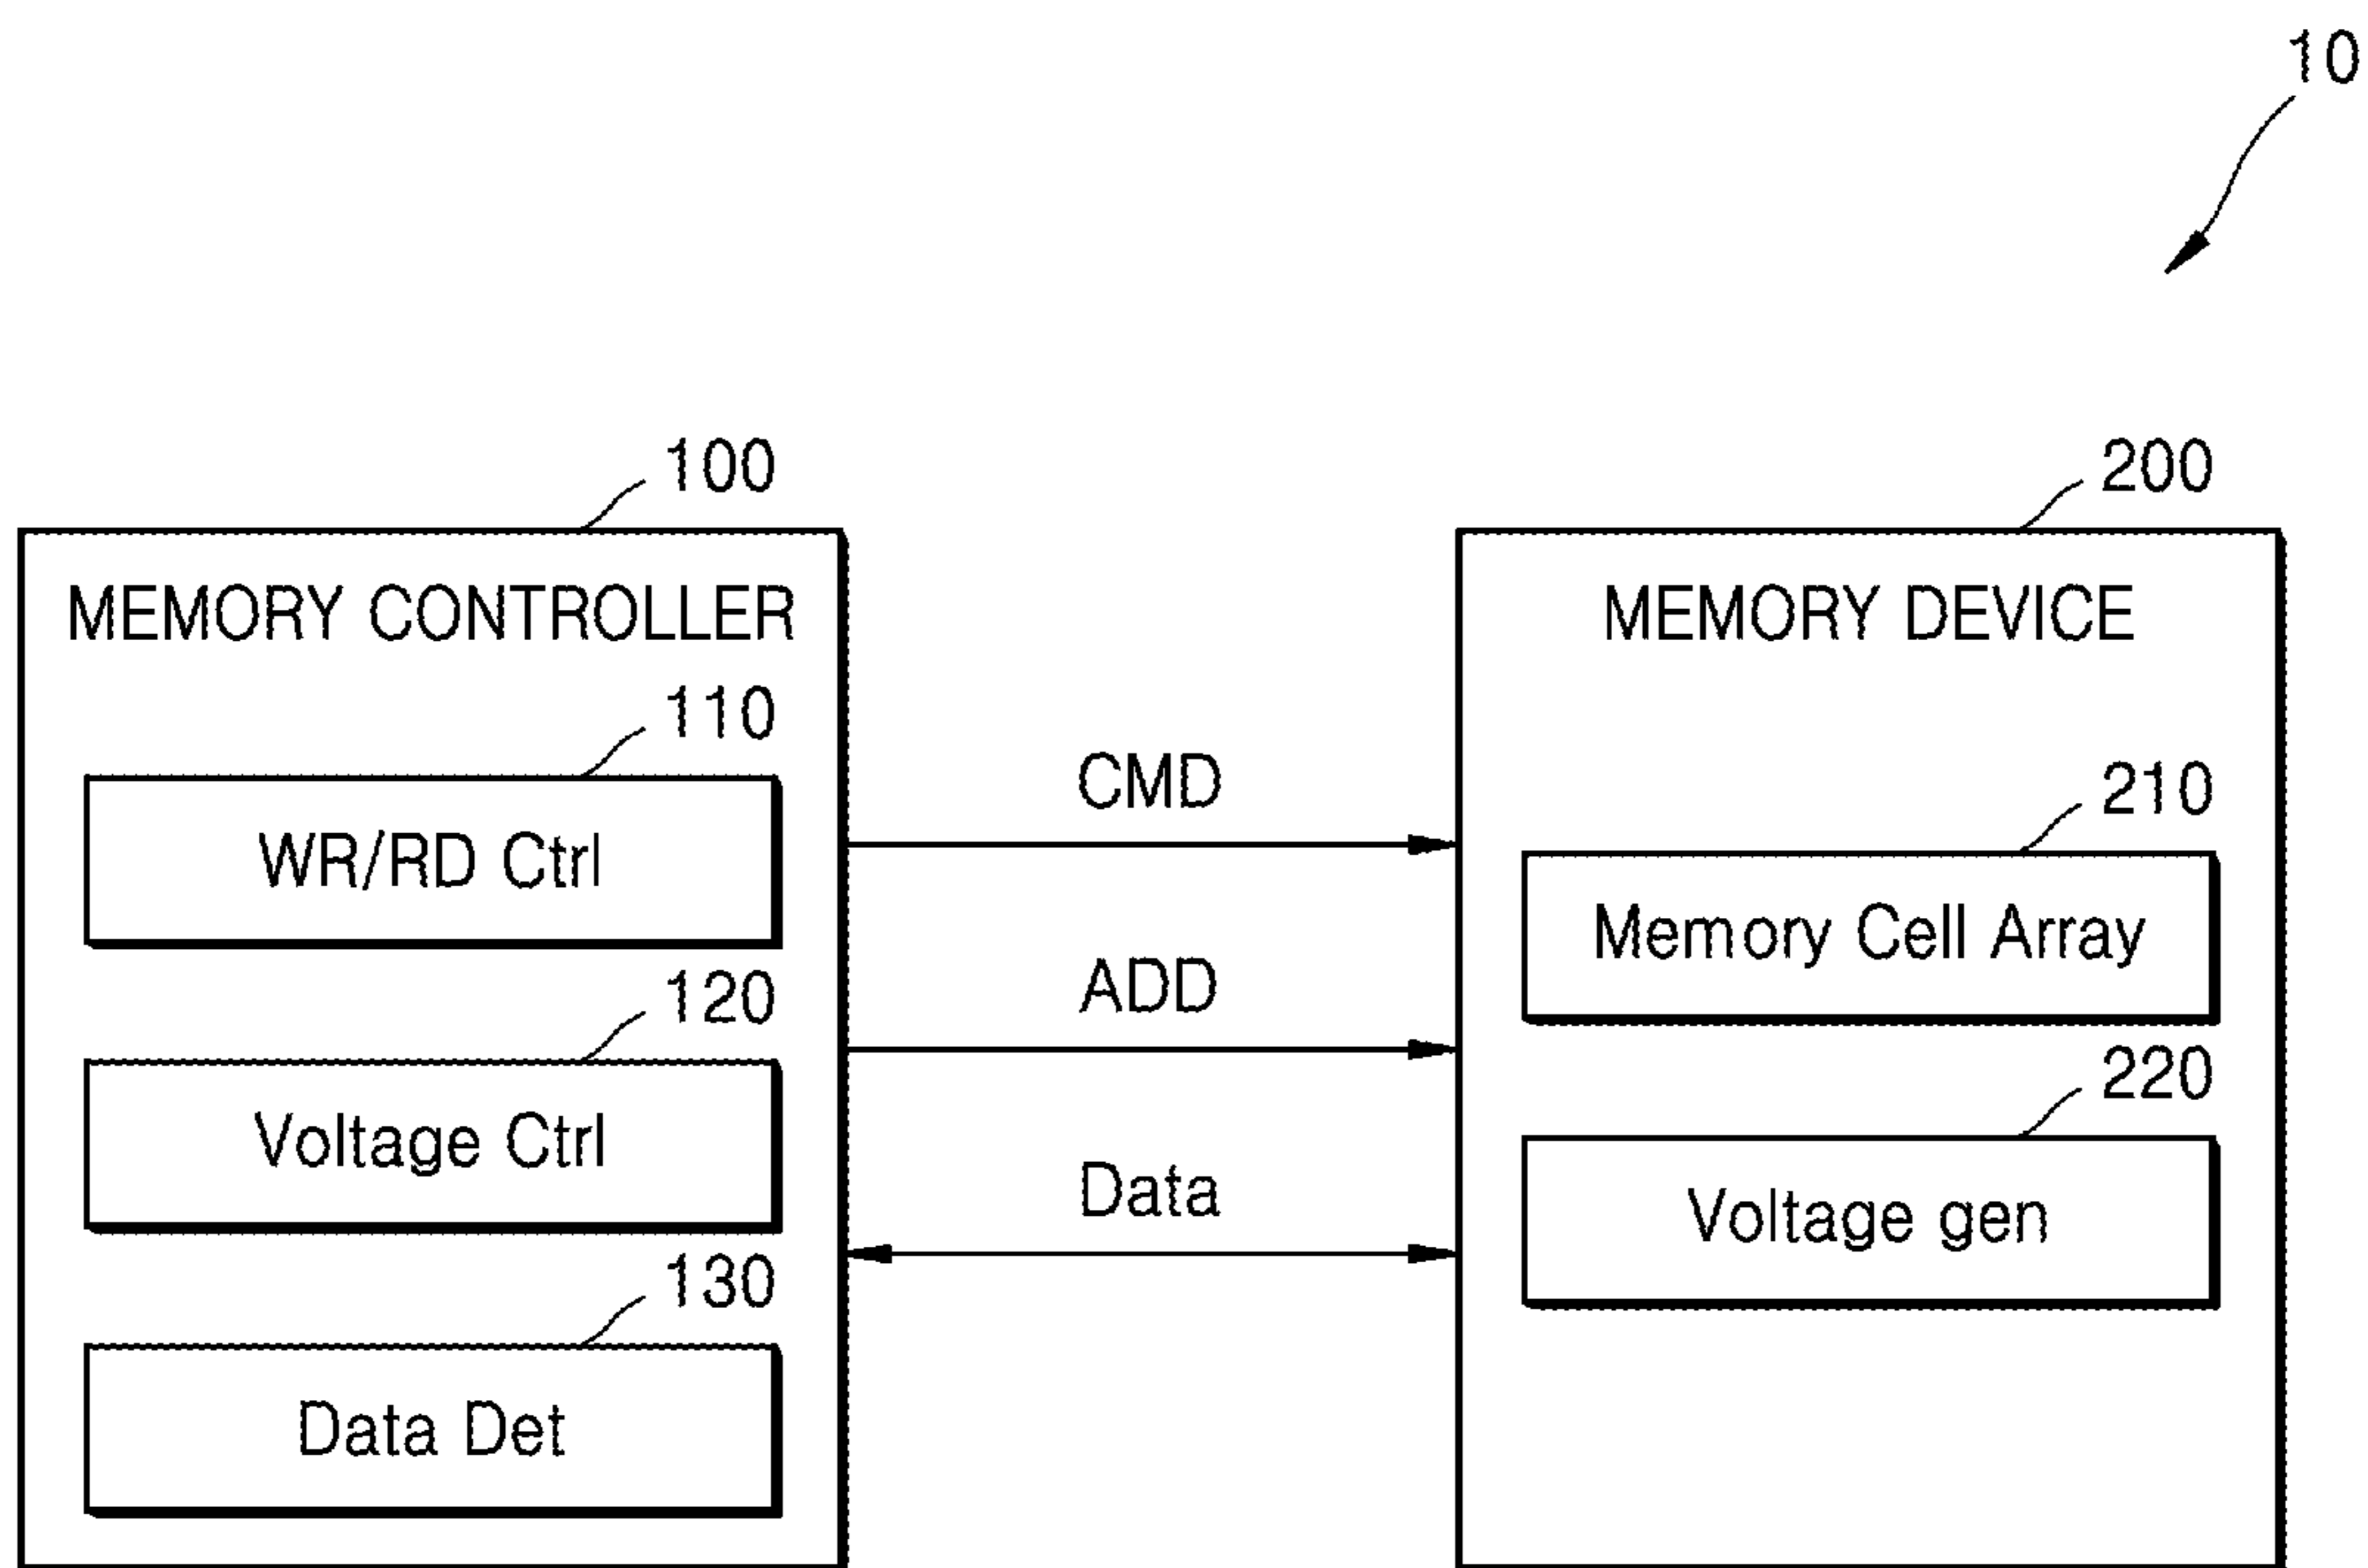 10
100
MEMORY CONTROLLER
110
WR/RD Ctrl
120
Voltage Ctrl
130
Data Det
CMD
ADD
Data
200
MEMORY DEVICE
210
Memory Cell Array
220
Voltage gen